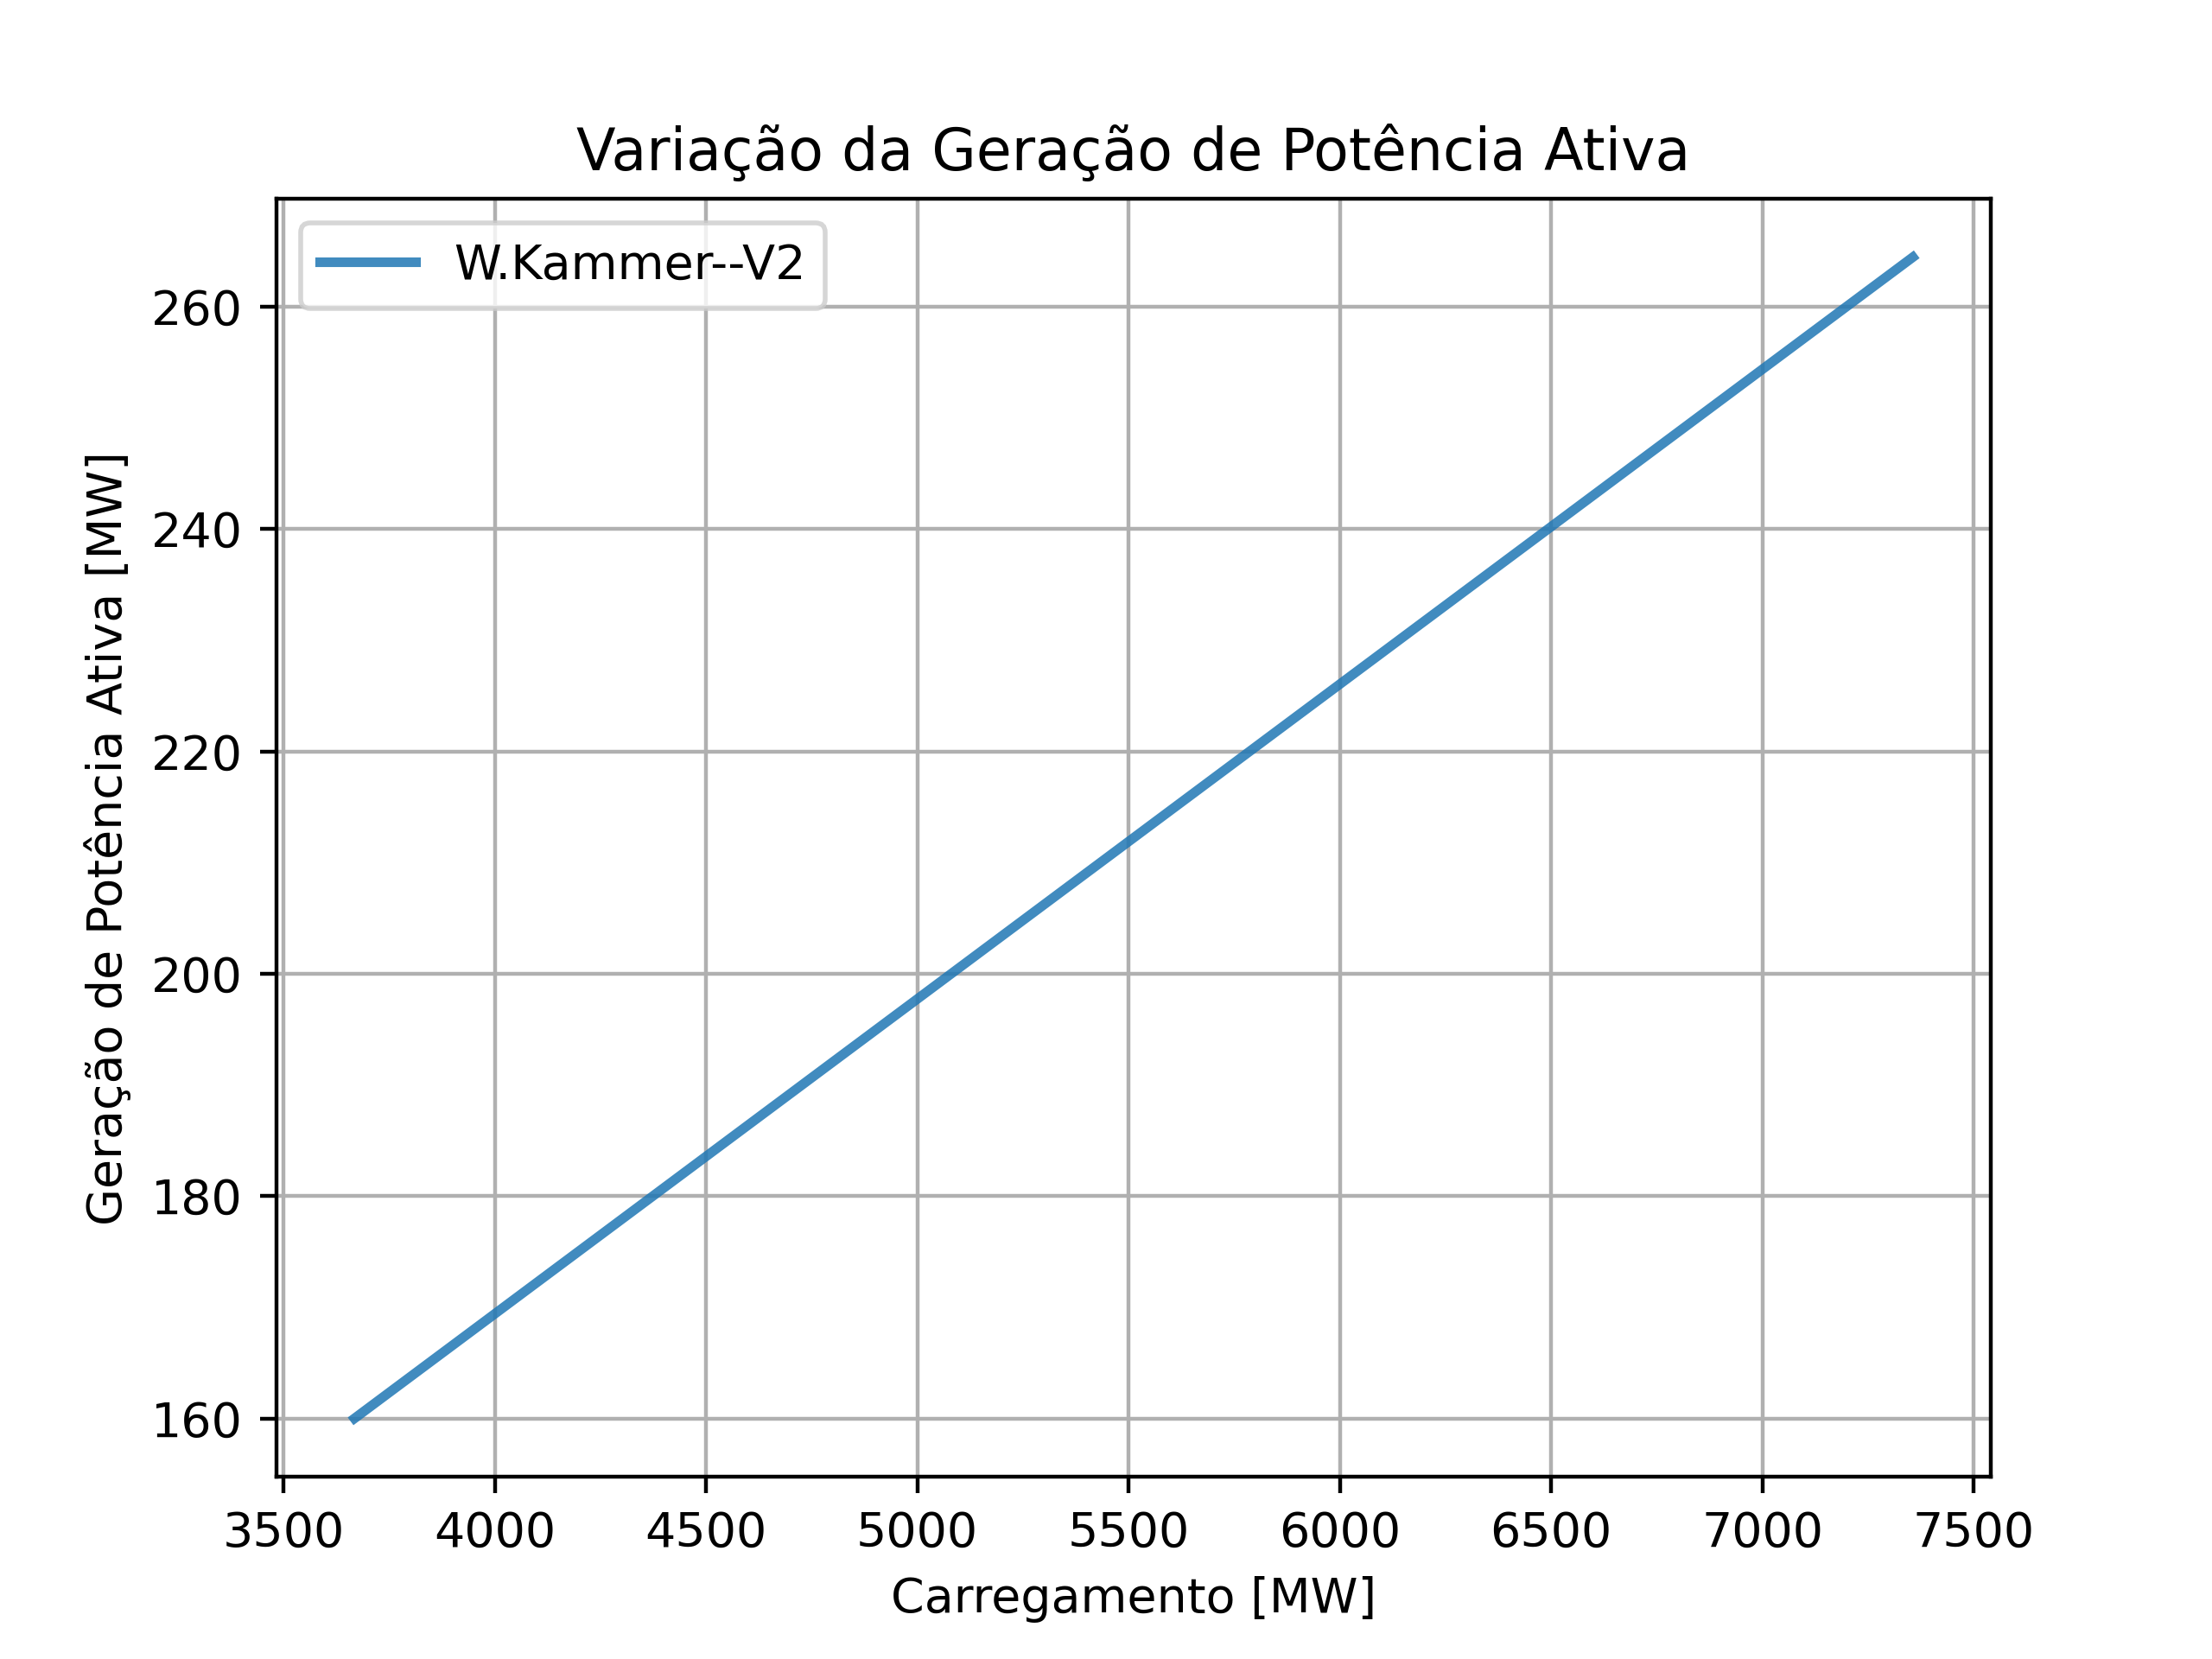 Variação da Geração de Potência Ativa
W.Kammer--V2
Geração de Potência Ativa [MW]
260
240
220
200
180
160
3500 4000 4500 5000 5500 6000 6500 7000 7500
Carregamento [MW]